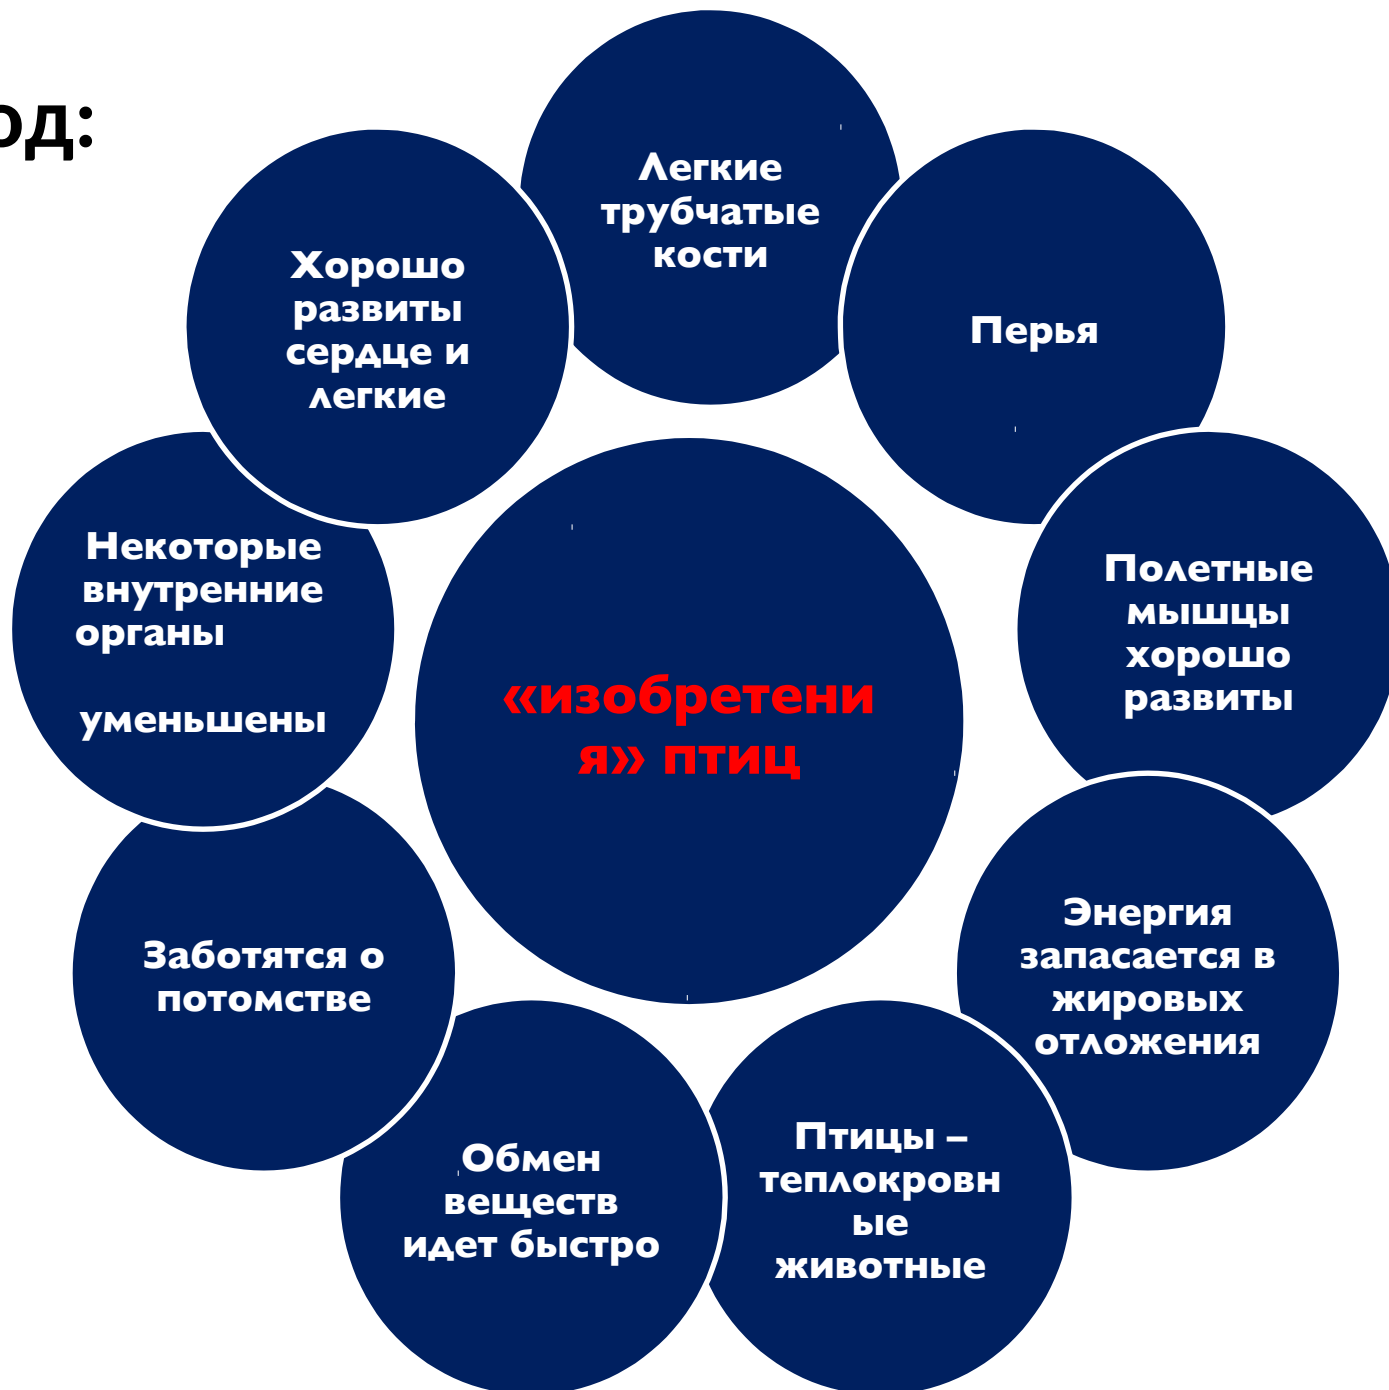 од:
Легкие
трубчатые
кости
Перья
Полетные
мышцы
хорошо
развиты
Энергия
запасается в
жировых
отложения
Птицы –
теплокровн
ые
животные
Обмен
веществ
идет быстро
Заботятся о
потомстве
Некоторые
внутренние
органы
уменьшены
Хорошо
развиты
сердце и
легкие
«изобретени
я» птиц